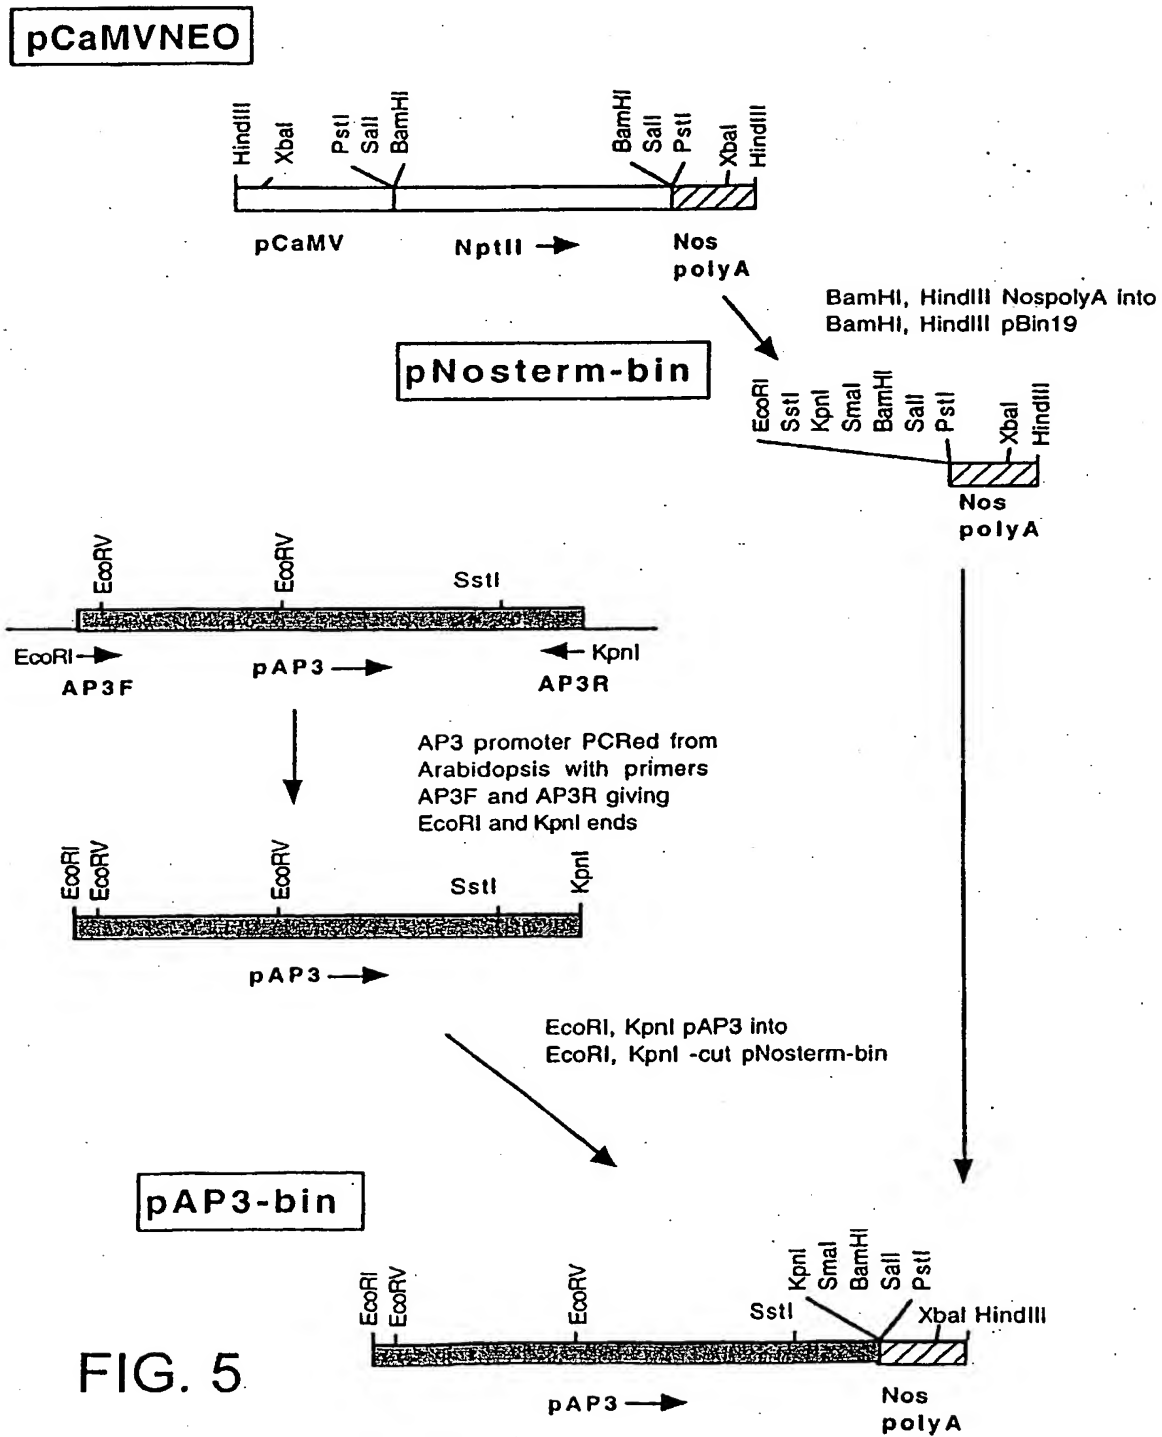 pCaMVNEO
HindIII
XbaI
PstI
SalI
BamHI
BamHI
SalI
PstI
XbaI
HindIII
pCaMV
NptII
Nos
polyA
BamHI, HindIII NospolyA into
BamHI, HindIII pBin19
pNosterm-bin
EcoRI
SstI
KpnI
SmaI
BamHI
SalI
PstI
XbaI
HindIII
Nos
polyA
EcoRV
EcoRV
SstI
EcoRI
AP3F
pAP3
KpnI
AP3R
AP3 promoter PCRed from
Arabidopsis with primers
AP3F and AP3R giving
EcoRI and KpnI ends
EcoRI
EcoRV
EcoRV
SstI
KpnI
pAP3
EcoRI, KpnI pAP3 into
EcoRI, KpnI -cut pNosterm-bin
pAP3-bin
EcoRI
EcoRV
EcoRV
SstI
KpnI
SmaI
BamHI
SalI
PstI
XbaI HindIII
pAP3
Nos
polyA
FIG. 5